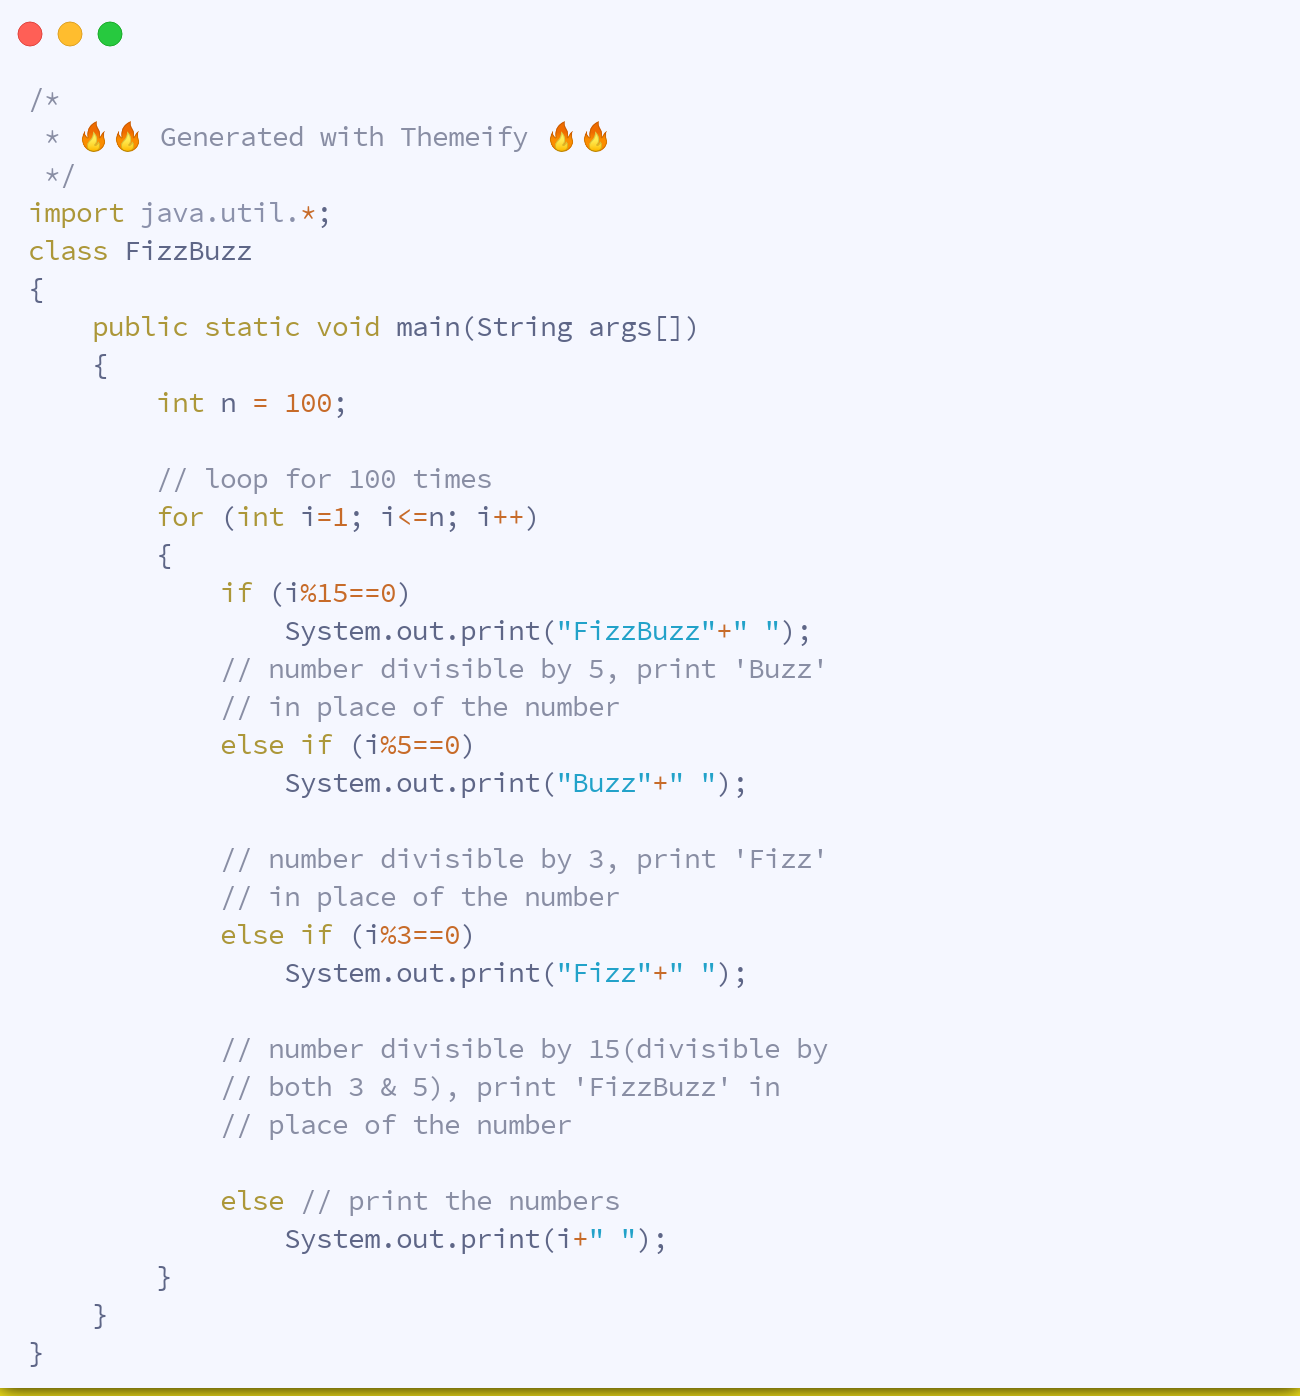 /*
 * 🔥🔥 Generated with Themeify 🔥🔥
 */
import java.util.*;
class FizzBuzz
{
    public static void main(String args[])
    {
        int n = 100;

        // loop for 100 times
        for (int i=1; i<=n; i++)
        {
            if (i%15==0)
                System.out.print("FizzBuzz"+" ");
            // number divisible by 5, print 'Buzz'
            // in place of the number
            else if (i%5==0)
                System.out.print("Buzz"+" ");

            // number divisible by 3, print 'Fizz'
            // in place of the number
            else if (i%3==0)
                System.out.print("Fizz"+" ");

            // number divisible by 15(divisible by
            // both 3 & 5), print 'FizzBuzz' in
            // place of the number

            else // print the numbers
                System.out.print(i+" ");
        }
    }
}